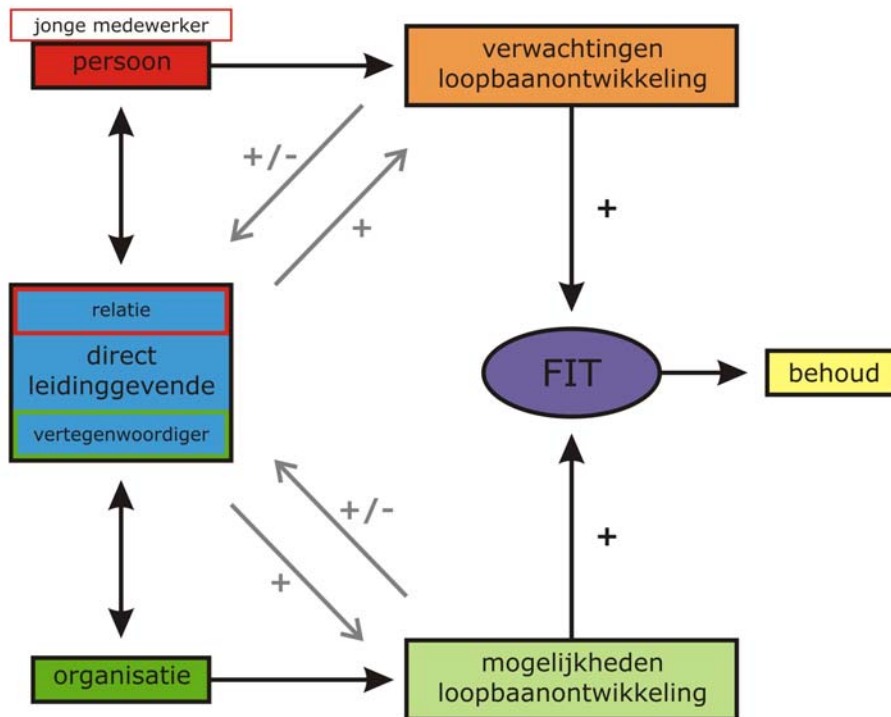 jonge medewerker
persoon
verwachtingen
loopbaanontwikkeling
+/-
+
+
relatie
direct
leidinggevende
vertegenwoordiger
FIT
behoud
+/-
+
+
organisatie
mogelijkheden
loopbaanontwikkeling